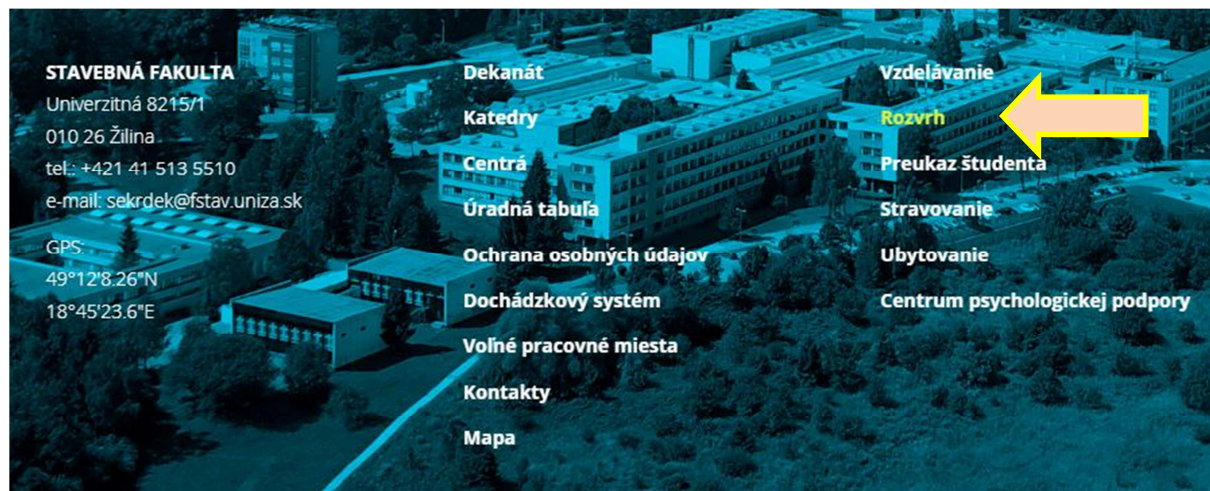 STAVEBNÁ FAKULTA
Univerzitná 8215/1
010 26 Žilina
tel.: +421 41 513 5510
e-mail: sekrdek@fstav.uniza.sk
GPS:
49°12'8.26"N
18°45'23.6"E
Dekanát
Katedry
Centrá
Úradná tabuľa
Ochrana osobných údajov
Dochádzkový systém
Voľné pracovné miesta
Kontakty
Mapa
Vzdelávanie
Rozvrh
Preukaz študenta
Stravovanie
Ubytovanie
Centrum psychologickej podpory